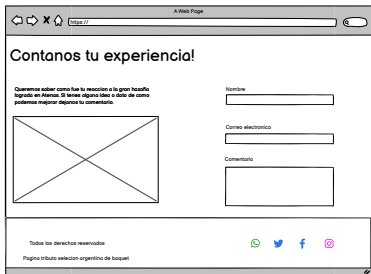 A Web Page
https://
Contanos tu experiencia!
Queremos saber como fue tu reaccion a la gran hazaña
lograda en Atenas. Si tenes alguna idea o dato de como
podemos mejorar dejanos tu comentario.
Nombre
Correo electronico
Comentario
Todos los derechos reservados
Pagina tributo selecion argentina de basquet